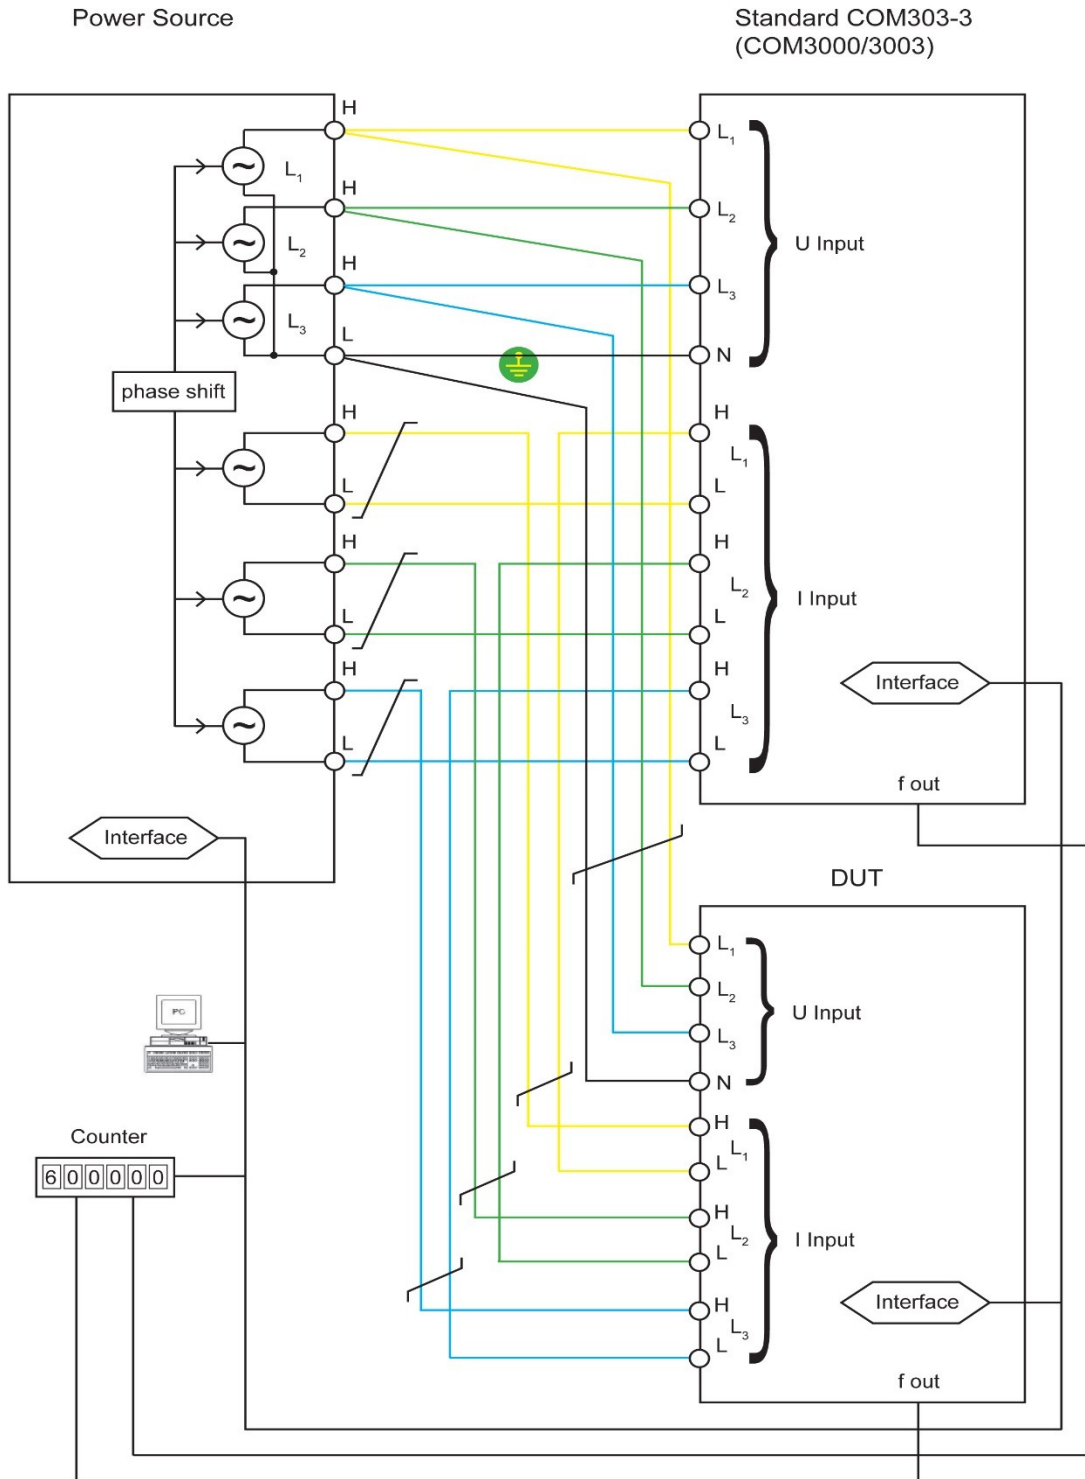 Power Source
Standard COM303-3
(COM3000/3003)
H
L1
H
L2
H
L3
L
phase shift
H
L
H
L
H
L
Interface
L1
L2
U Input
L3
N
H
L1
L
H
L2
I Input
L
H
Interface
L3
L
f out
DUT
L1
L2
U Input
L3
N
H
L1
L
H
L2
I Input
L
H
Interface
L3
L
f out
PC
Counter
600000